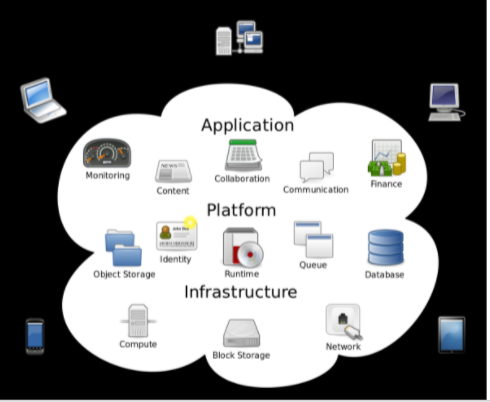 Application
Monitoring
Content
Collaboration
Communication
Finance
Platform
Object Storage
Identity
Runtime
Queue
Database
Infrastructure
Compute
Block Storage
Network